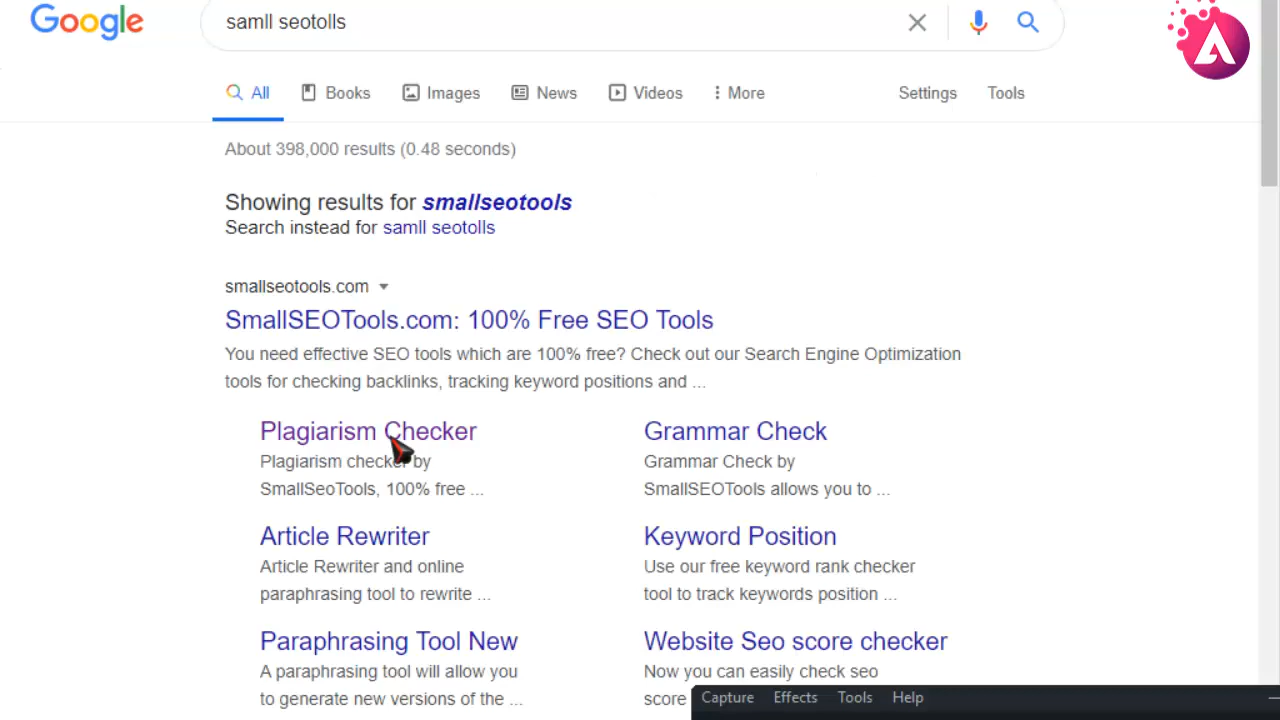 Google
samll seotolls
All Books Images News Videos More Settings Tools
About 398,000 results (0.48 seconds)
Showing results for smallseotools
Search instead for samll seotolls
smallseotools.com
SmallSEOTools.com: 100% Free SEO Tools
You need effective SEO tools which are 100% free? Check out our Search Engine Optimization
tools for checking backlinks, tracking keyword positions and ...
Plagiarism Checker
Plagiarism checker by
SmallSeoTools, 100% free ...
Grammar Check
Grammar Check by
SmallSEOTools allows you to ...
Article Rewriter
Article Rewriter and online
paraphrasing tool to rewrite ...
Keyword Position
Use our free keyword rank checker
tool to track keywords position ...
Paraphrasing Tool New
A paraphrasing tool will allow you
to generate new versions of the ...
Website Seo score checker
Now you can easily check seo
score
Capture Effects Tools Help